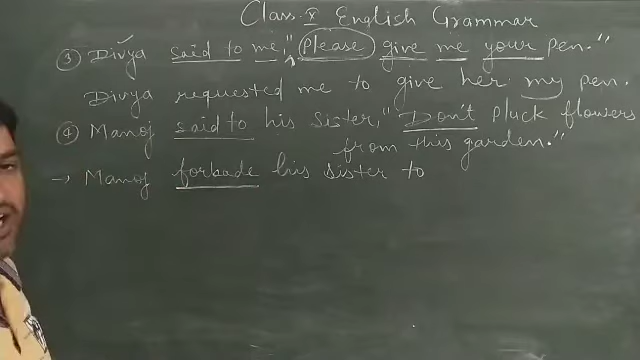 Class. X English Grammar
③ Divya said to me, "Please give me your pen."
Divya requested me to give her my pen.
④ Manoj said to his sister, "Don't pluck flowers
from this garden."
→ Manoj forbade his sister to